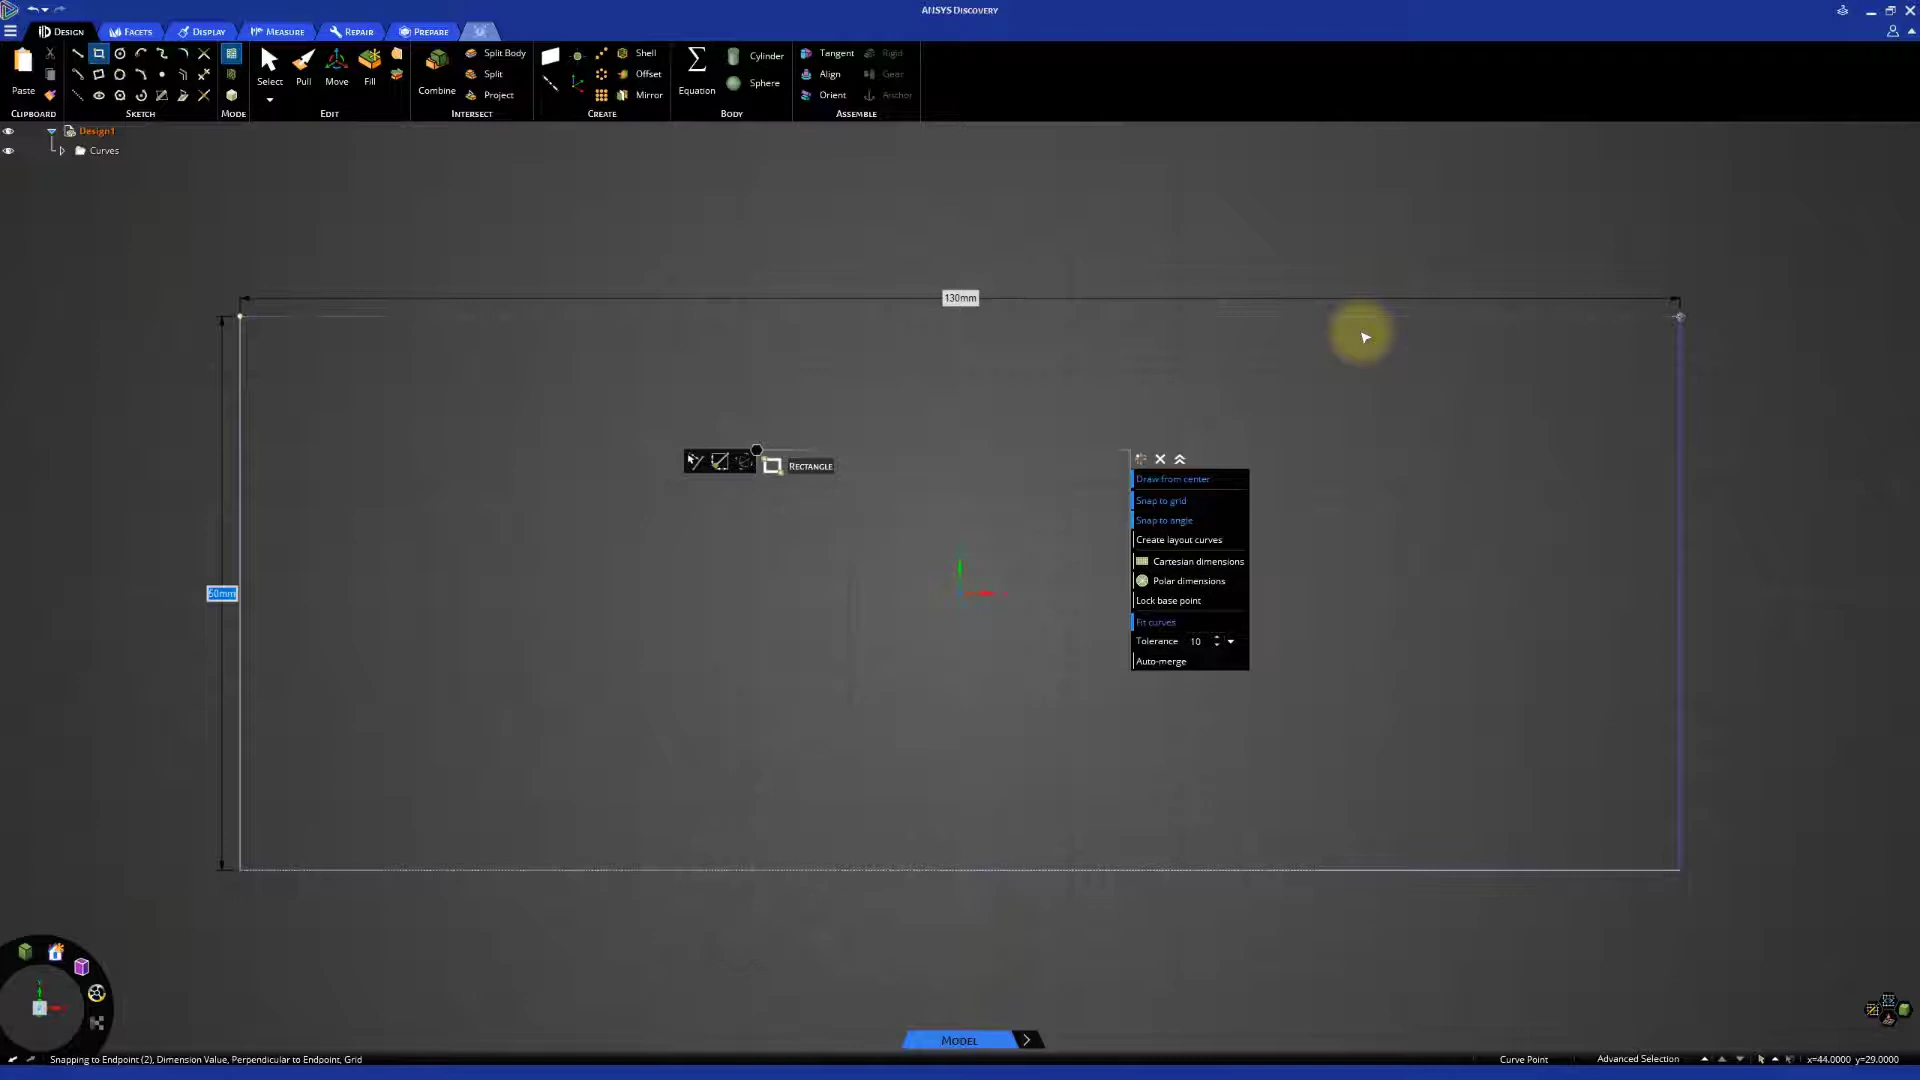 ANSYS Discovery
Design
Facets
Display
Measure
Repair
Prepare
Paste
Select
Pull
Move
Fill
Combine
Split Body
Split
Project
Shell
Offset
Mirror
Equation
Cylinder
Sphere
Tangent
Align
Orient
Rigid
Gear
Anchor
Clipboard
Sketch
Mode
Edit
Intersect
Create
Body
Assemble
Design1
Curves
130mm
Rectangle
Draw from center
Snap to grid
Snap to angle
Create layout curves
Cartesian dimensions
Polar dimensions
Lock base point
Fit curves
Tolerance 10
Auto-merge
50mm
Model
Snapping to Endpoint (2), Dimension Value, Perpendicular to Endpoint, Grid
Curve Point
Advanced Selection
x=44.0000 y=29.0000